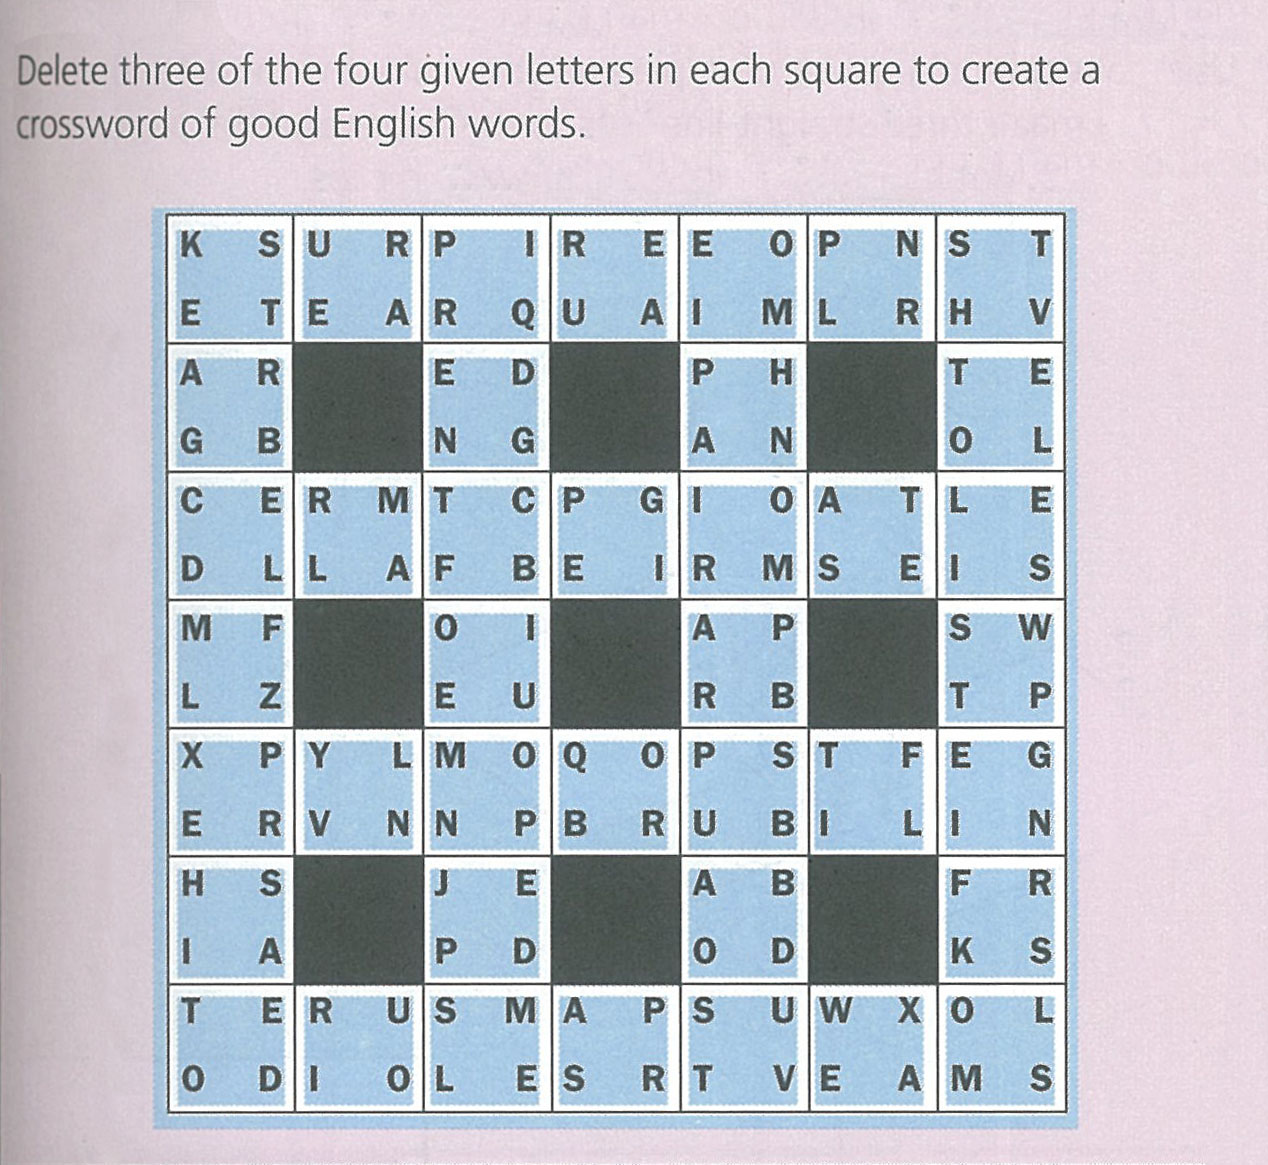 Delete three of the four given letters in each square to create a
crossword of good English words.
K S U R P I R E E O P N S T
E T E A R Q U A I M L R H V
A R E D P H T E
G B N G A N O L
C E R M T C P G I O A T L E
D L L A F B E I R M S E I S
M F O I A P S W
L Z E U R B T P
X P Y L M O Q O P S T F E G
E R V N N P B R U B I L I N
H S J E A B F R
I A P D O D K S
T E R U S M A P S U W X O L
O D I O L E S R T V E A M S